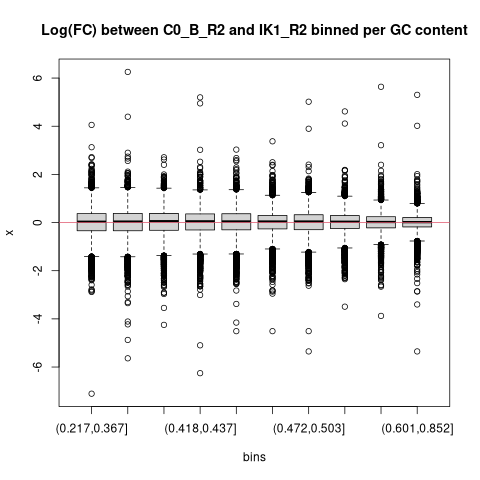 Log(FC) between C0_B_R2 and IK1_R2 binned per GC content
6
4
2
0
-2
-4
-6
x
(0.217,0.367] (0.418,0.437] (0.472,0.503] (0.601,0.852]
bins